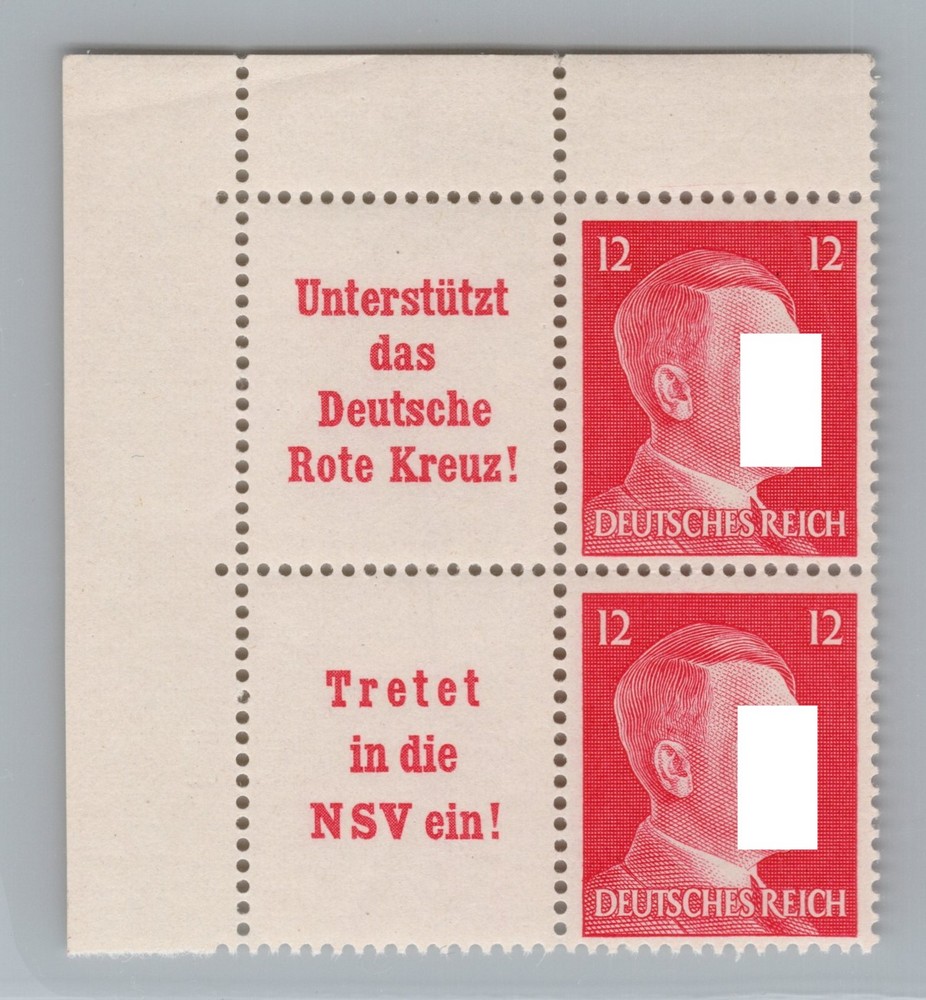 Unterstützt
das
Deutsche
Rote Kreuz!
12 12
DEUTSCHES REICH
Tretet
in die
NSV ein!
12 12
DEUTSCHES REICH